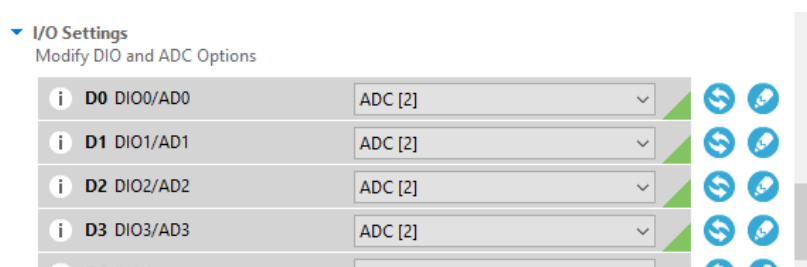 I/O Settings
Modify DIO and ADC Options
i D0 DIO0/AD0 ADC [2]
i D1 DIO1/AD1 ADC [2]
i D2 DIO2/AD2 ADC [2]
i D3 DIO3/AD3 ADC [2]